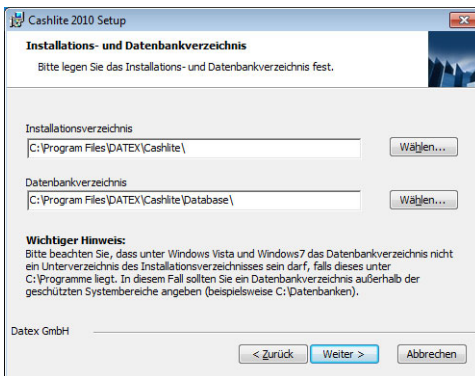 Cashlite 2010 Setup
Installations- und Datenbankverzeichnis
Bitte legen Sie das Installations- und Datenbankverzeichnis fest.
Installationsverzeichnis
C:\Program Files\DATEX\Cashlite\
Wählen...
Datenbankverzeichnis
C:\Program Files\DATEX\Cashlite\Database\
Wählen...
Wichtiger Hinweis:
Bitte beachten Sie, dass unter Windows Vista und Windows7 das Datenbankverzeichnis nicht
ein Unterverzeichnis des Installationsverzeichnisses sein darf, falls dieses unter
C:\Programme liegt. In diesem Fall sollten Sie ein Datenbankverzeichnis außerhalb der
geschützten Systembereiche angeben (beispielsweise C:\Datenbanken).
Datex GmbH
< Zurück Weiter > Abbrechen